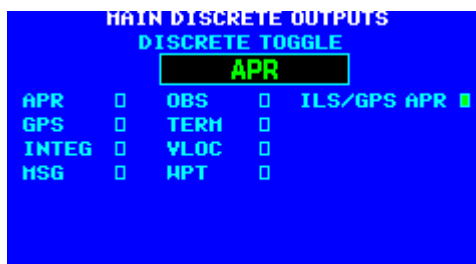 MAIN DISCRETE OUTPUTS
DISCRETE TOGGLE
APR
APR OBS ILS/GPS APR
GPS TERM
INTEG VLOC
MSG WPT